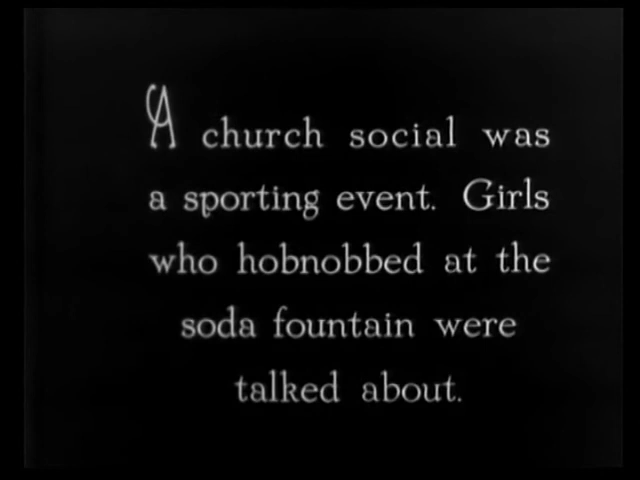 A church social was
a sporting event. Girls
who hobnobbed at the
soda fountain were
talked about.